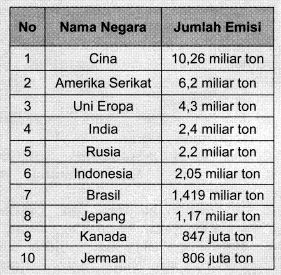 No Nama Negara Jumlah Emisi
1 Cina 10,26 miliar ton
2 Amerika Serikat 6,2 miliar ton
3 Uni Eropa 4,3 miliar ton
4 India 2,4 miliar ton
5 Rusia 2,2 miliar ton
6 Indonesia 2,05 miliar ton
7 Brasil 1,419 miliar ton
8 Jepang 1,17 miliar ton
9 Kanada 847 juta ton
10 Jerman 806 juta ton